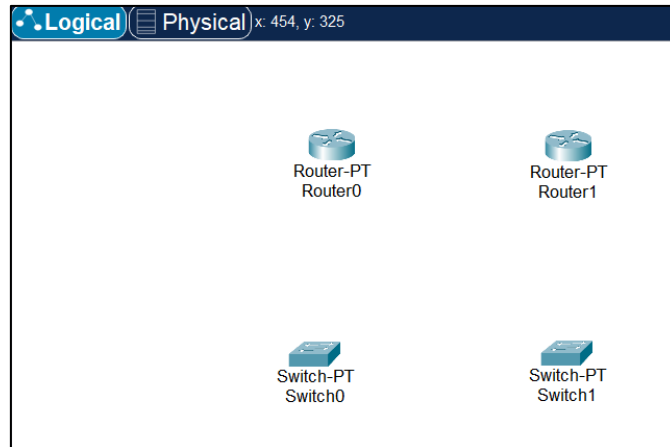 Logical Physical x: 454, y: 325
Router-PT
Router0
Router-PT
Router1
Switch-PT
Switch0
Switch-PT
Switch1